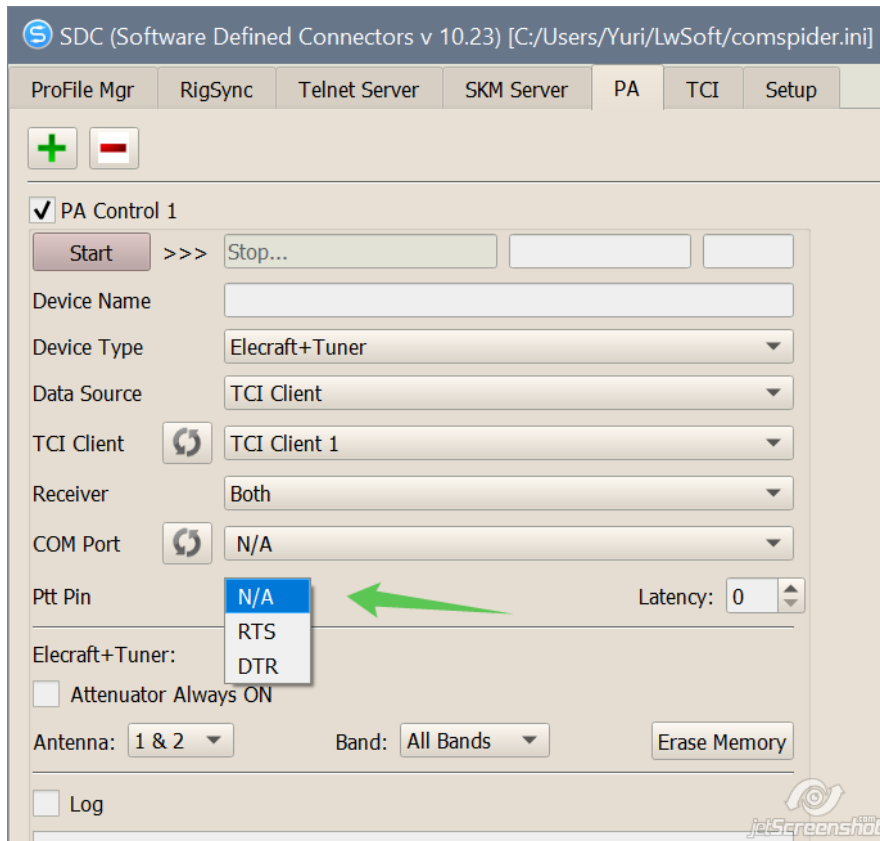 SDC (Software Defined Connectors v 10.23) [C:/Users/Yuri/LwSoft/comspider.ini]
ProFile Mgr RigSync Telnet Server SKM Server PA TCI Setup
PA Control 1
Start >>> Stop...
Device Name
Device Type Elecraft+Tuner
Data Source TCI Client
TCI Client TCI Client 1
Receiver Both
COM Port N/A
Ptt Pin N/A Latency: 0
RTS
DTR
Elecraft+Tuner:
Attenuator Always ON
Antenna: 1 & 2 Band: All Bands Erase Memory
Log